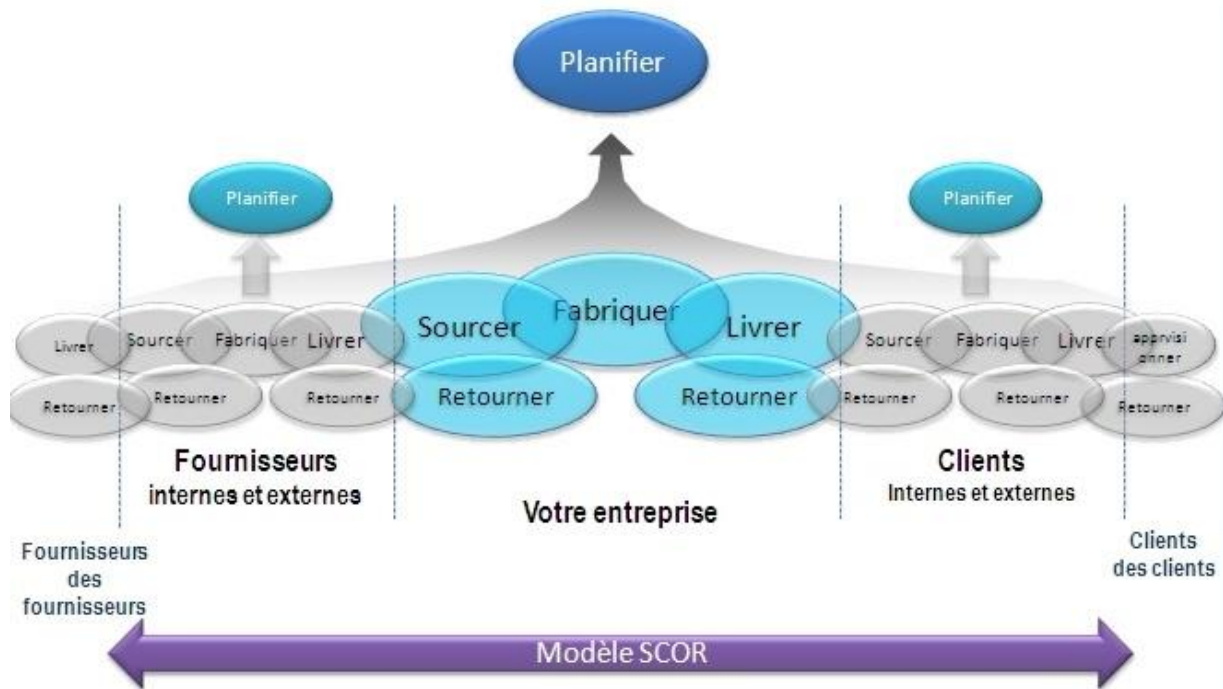 Planifier
Planifier
Planifier
Livrer
Sourcer
Fabriquer
Livrer
Sourcer
Fabriquer
Livrer
Sourcer
Fabriquer
Livrer
apprvisi
onner
Retourner
Retourner
Retourner
Retourner
Retourner
Retourner
Retourner
Retourner
Fournisseurs
internes et externes
Votre entreprise
Clients
Internes et externes
Fournisseurs
des
fournisseurs
Clients
des clients
Modèle SCOR